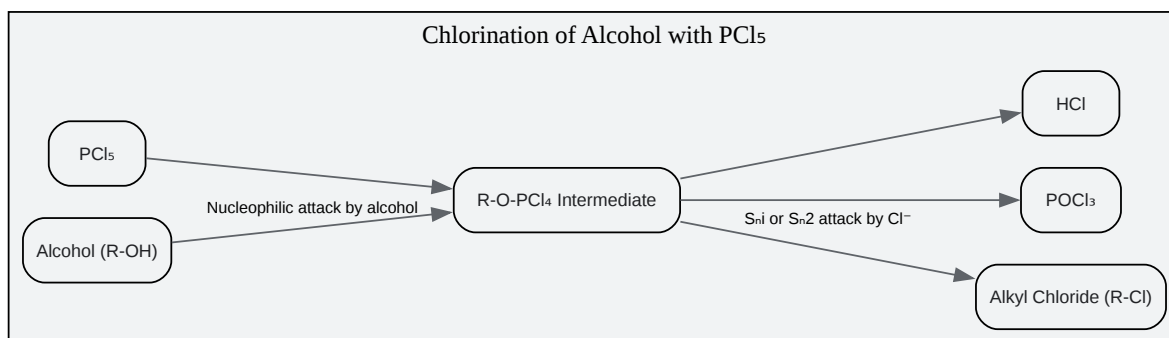 Chlorination of Alcohol with PCl₅
HCl
PCl₅
R-O-PCl₄ Intermediate
POCl₃
Nucleophilic attack by alcohol
Sₙi or Sₙ2 attack by Cl⁻
Alcohol (R-OH)
Alkyl Chloride (R-Cl)